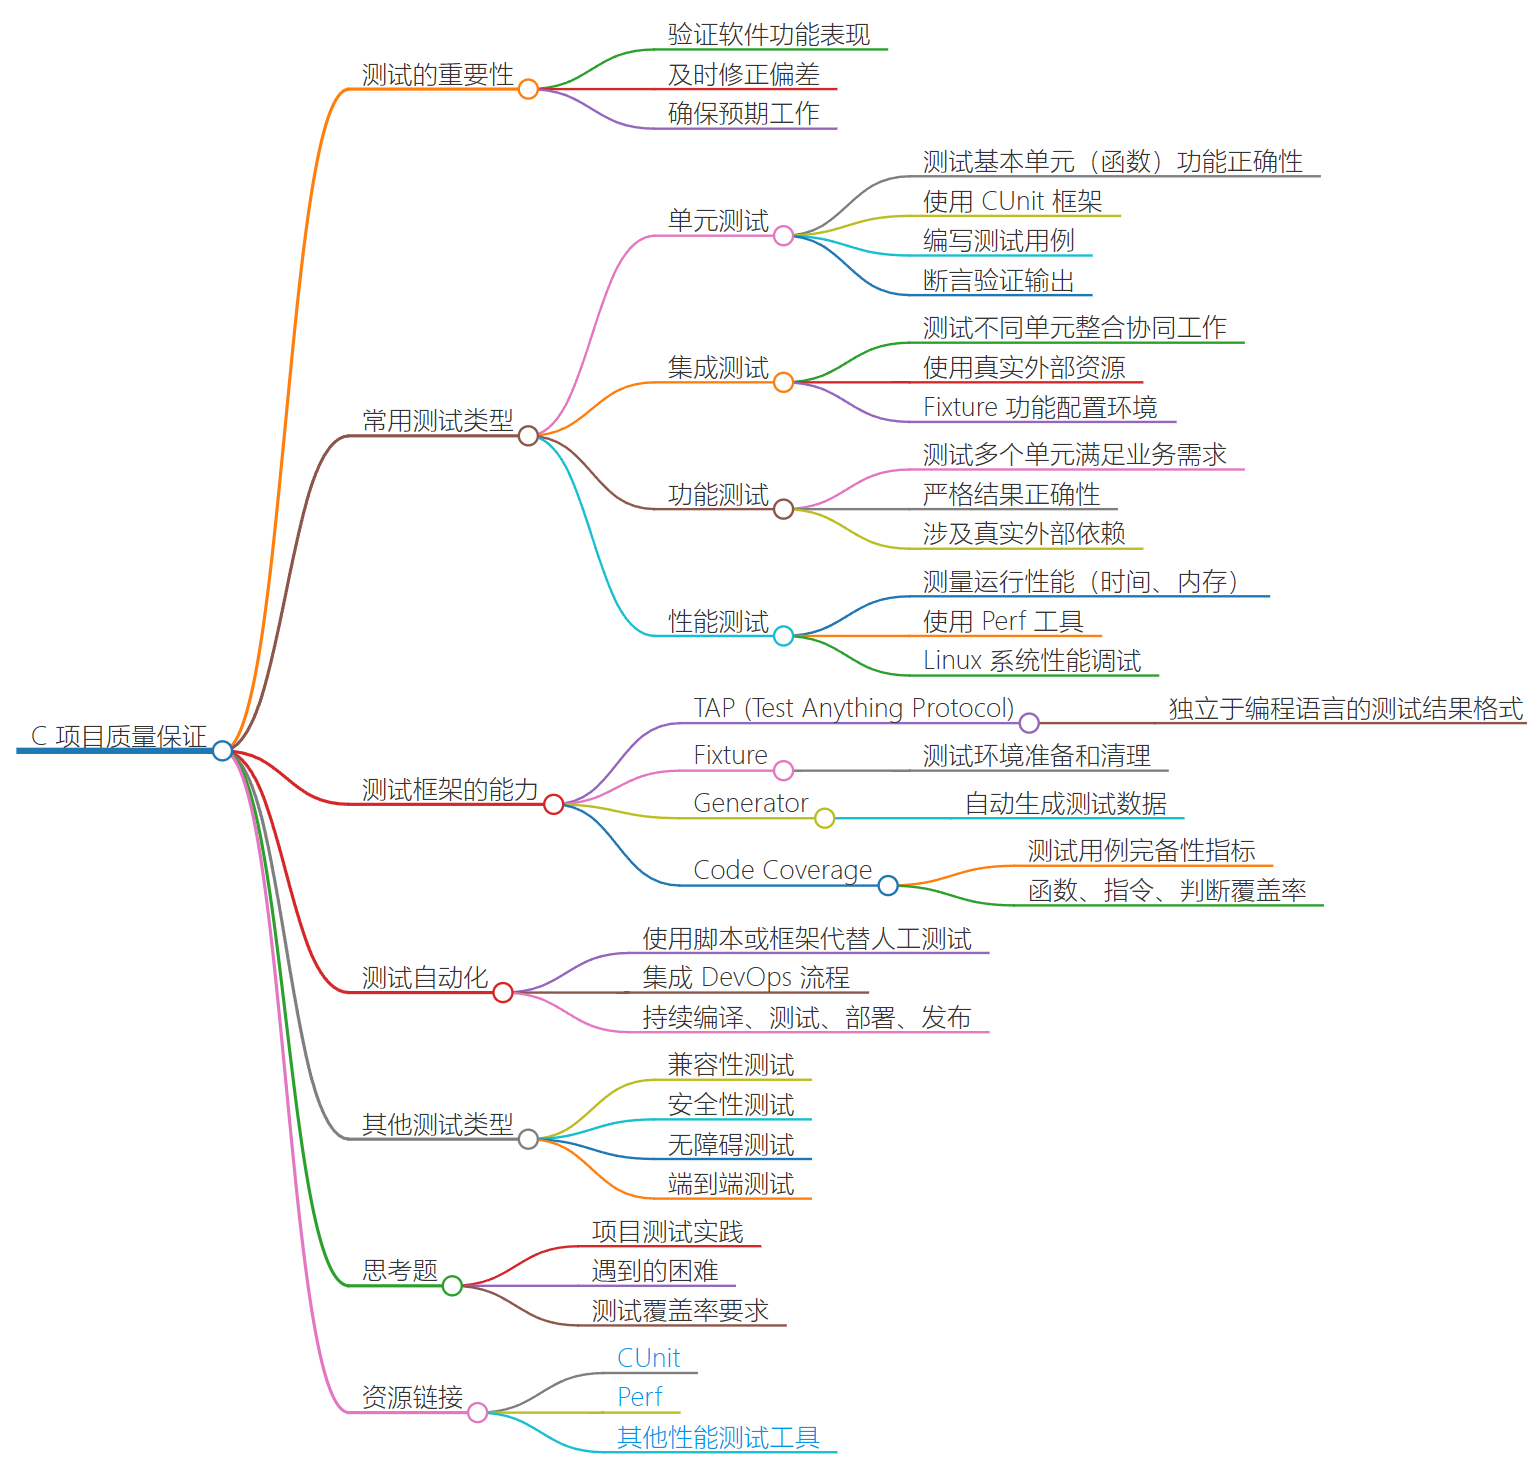 C 项目质量保证
测试的重要性
验证软件功能表现
及时修正偏差
确保预期工作
常用测试类型
单元测试
测试基本单元（函数）功能正确性
使用 CUnit 框架
编写测试用例
断言验证输出
集成测试
测试不同单元整合协同工作
使用真实外部资源
Fixture 功能配置环境
功能测试
测试多个单元满足业务需求
严格结果正确性
涉及真实外部依赖
性能测试
测量运行性能（时间、内存）
使用 Perf 工具
Linux 系统性能调试
测试框架的能力
TAP (Test Anything Protocol)
独立于编程语言的测试结果格式
Fixture
测试环境准备和清理
Generator
自动生成测试数据
Code Coverage
测试用例完备性指标
函数、指令、判断覆盖率
测试自动化
使用脚本或框架代替人工测试
集成 DevOps 流程
持续编译、测试、部署、发布
其他测试类型
兼容性测试
安全性测试
无障碍测试
端到端测试
思考题
项目测试实践
遇到的困难
测试覆盖率要求
资源链接
CUnit
Perf
其他性能测试工具